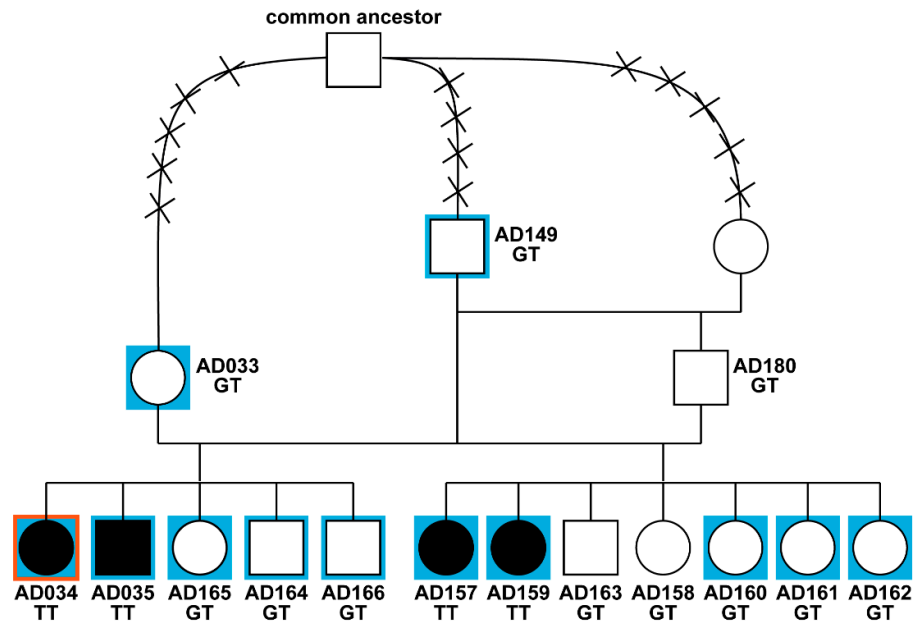 common ancestor
AD149
GT
AD033
GT
AD180
GT
AD034
TT
AD035
TT
AD165
GT
AD164
GT
AD166
GT
AD157
TT
AD159
TT
AD163
GT
AD158
GT
AD160
GT
AD161
GT
AD162
GT